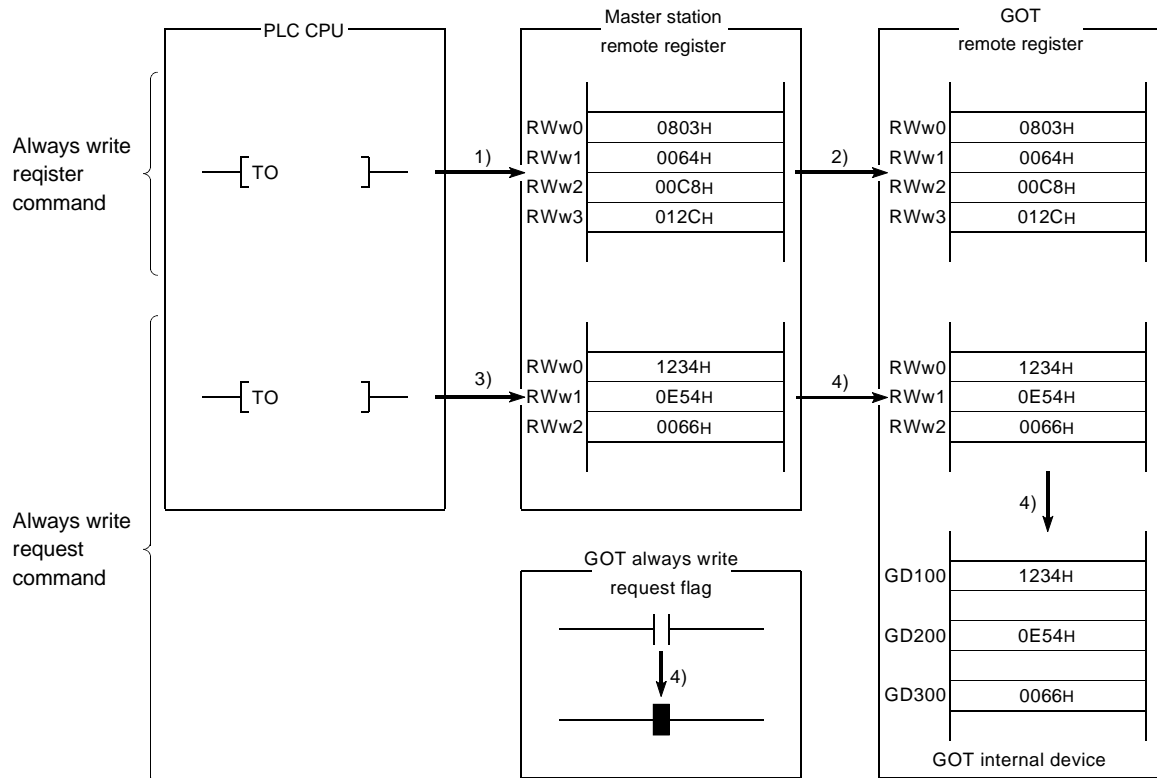 PLC CPU
Master station
remote register
GOT
remote register
Always write
reqister
command
TO
1)
RWw0 0803H
RWw1 0064H
RWw2 00C8H
RWw3 012CH
2)
RWw0 0803H
RWw1 0064H
RWw2 00C8H
RWw3 012CH
Always write
request
command
TO
3)
RWw0 1234H
RWw1 0E54H
RWw2 0066H
4)
RWw0 1234H
RWw1 0E54H
RWw2 0066H
4)
GOT always write
request flag
4)
GD100 1234H
GD200 0E54H
GD300 0066H
GOT internal device